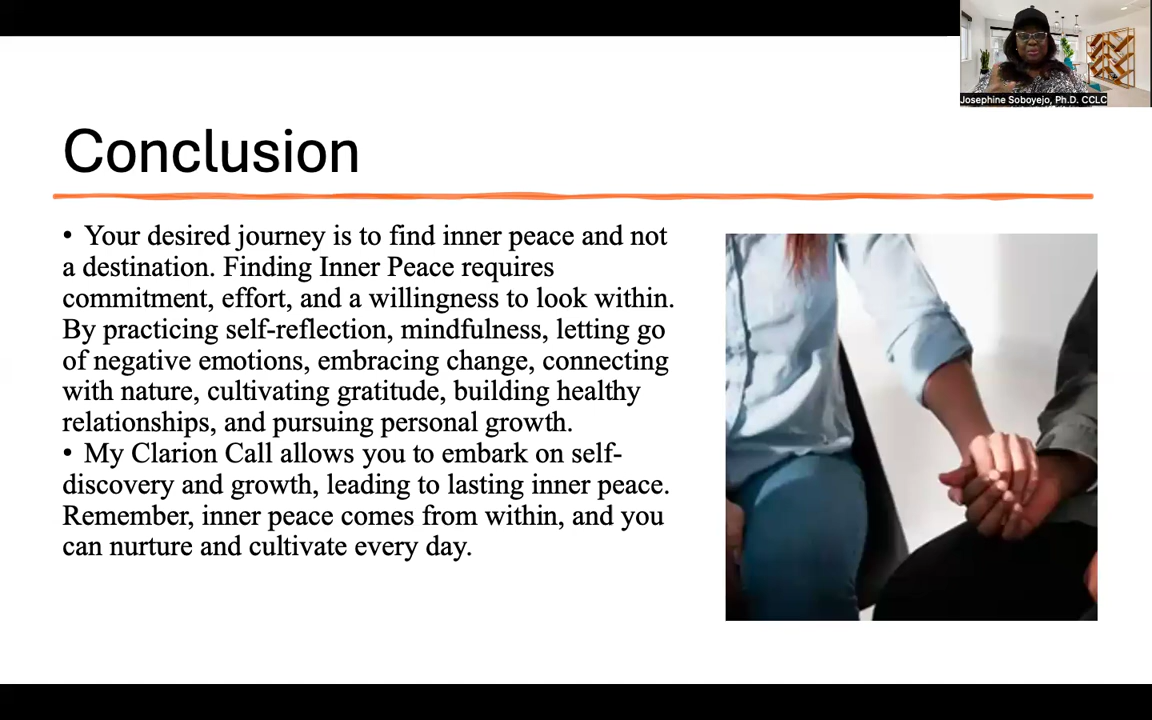 Josephine Soboyejo, Ph.D. CCLC
Conclusion
• Your desired journey is to find inner peace and not
a destination. Finding Inner Peace requires
commitment, effort, and a willingness to look within.
By practicing self-reflection, mindfulness, letting go
of negative emotions, embracing change, connecting
with nature, cultivating gratitude, building healthy
relationships, and pursuing personal growth.
• My Clarion Call allows you to embark on self-
discovery and growth, leading to lasting inner peace.
Remember, inner peace comes from within, and you
can nurture and cultivate every day.